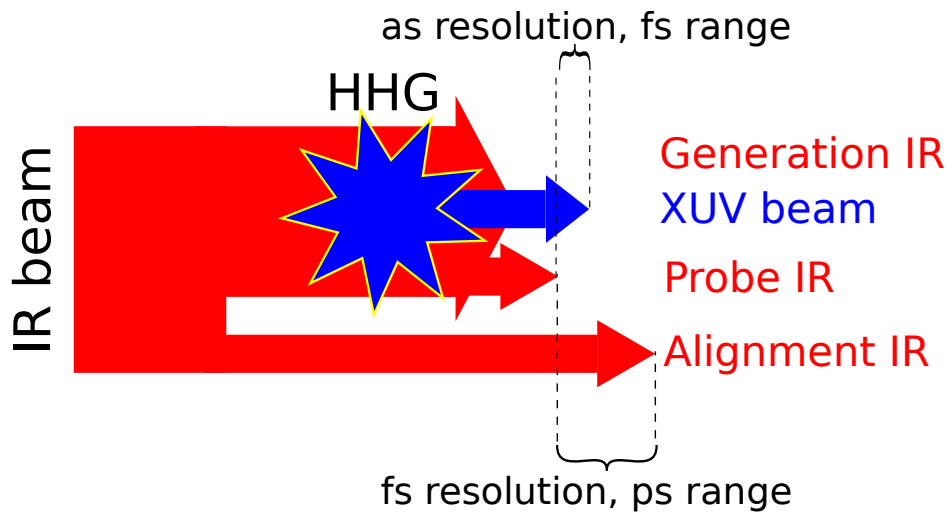 as resolution, fs range
HHG
IR beam
Generation IR
XUV beam
Probe IR
Alignment IR
fs resolution, ps range